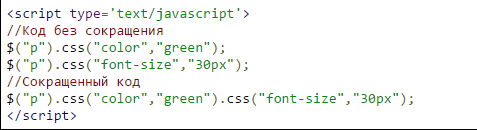 <script type='text/javascript'>
//Код без сокращения
$("p").css("color","green");
$("p").css("font-size","30px");
//Сокращенный код
$("p").css("color","green").css("font-size","30px");
</script>